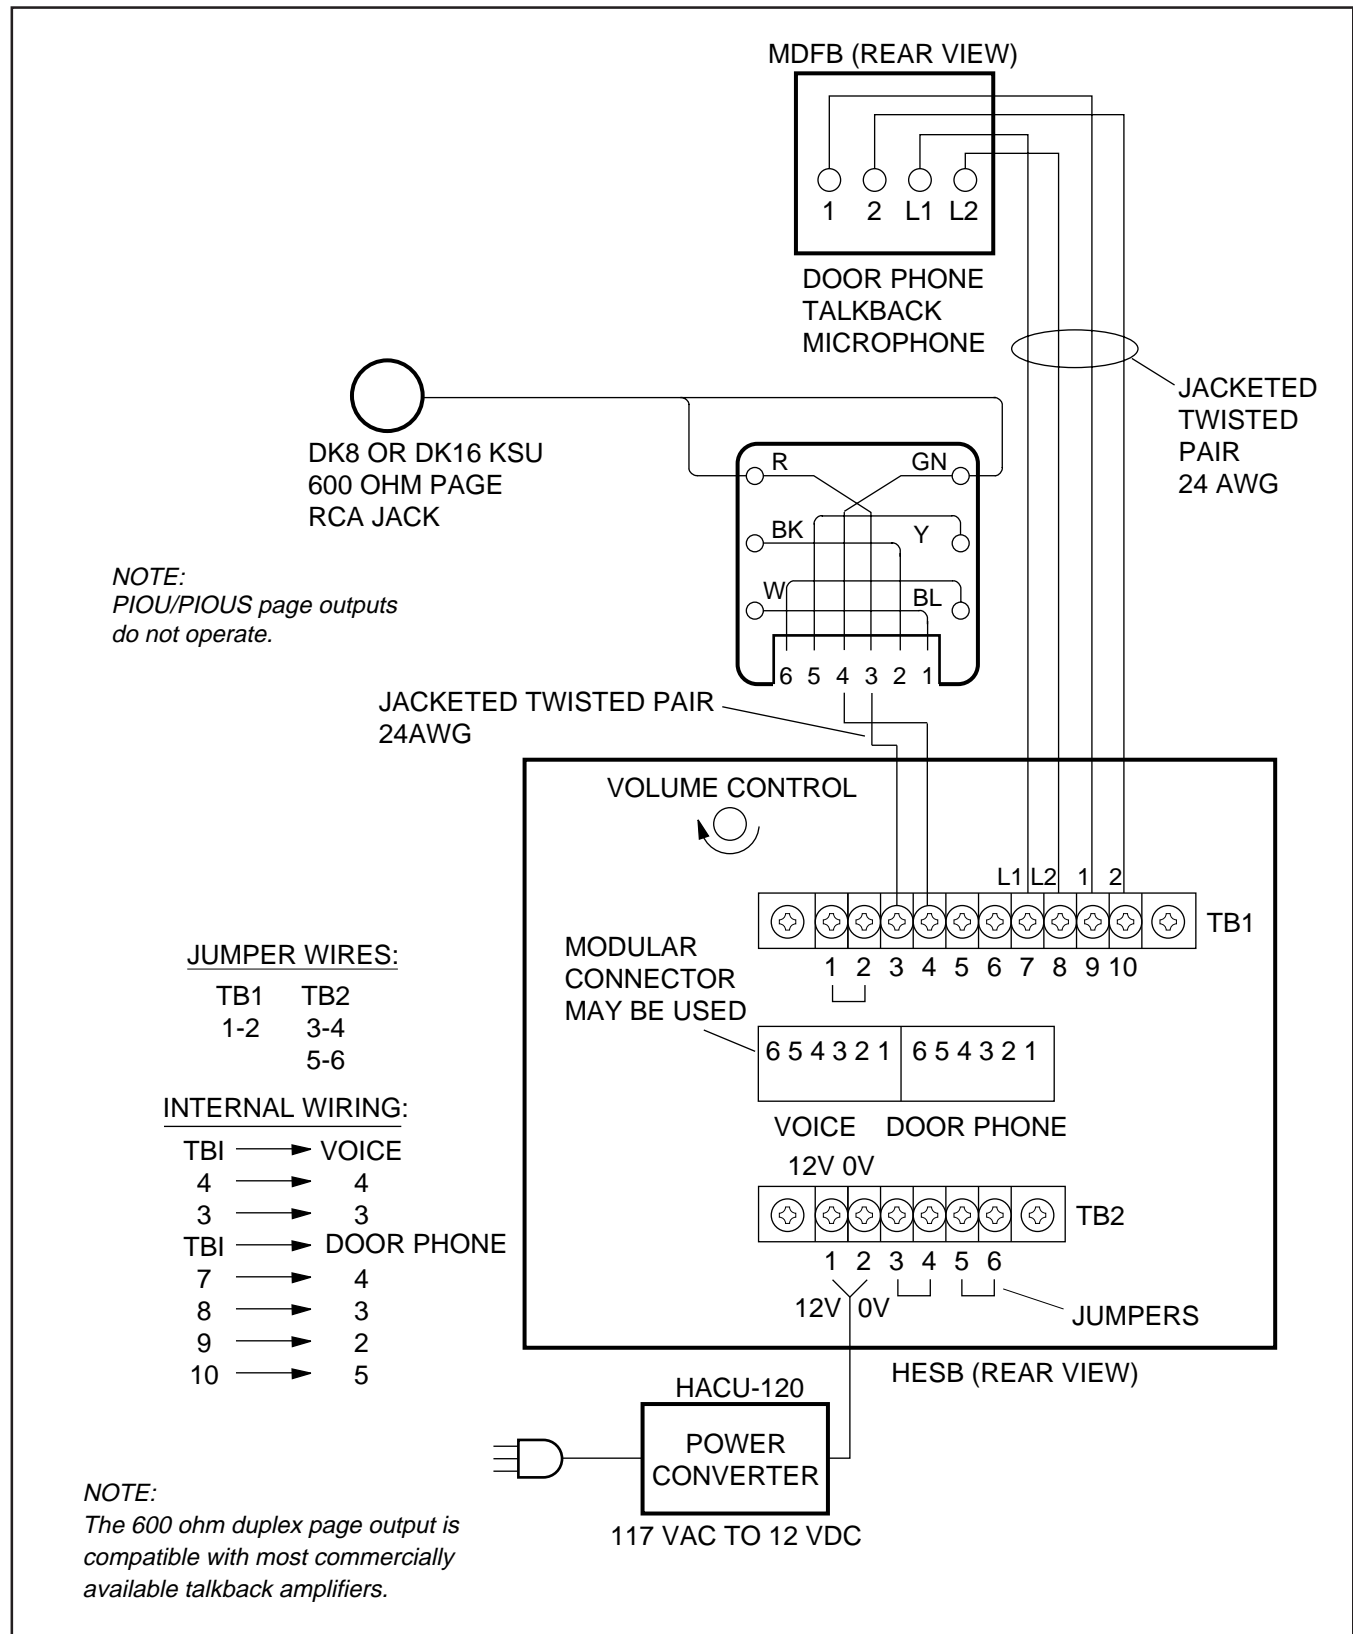 MDFB (REAR VIEW)
1 2 L1 L2
DOOR PHONE
TALKBACK
MICROPHONE
JACKETED
TWISTED
PAIR
24 AWG
DK8 OR DK16 KSU
600 OHM PAGE
RCA JACK
R GN
BK Y
W BL
6 5 4 3 2 1
NOTE:
PIOU/PIOUS page outputs
do not operate.
JACKETED TWISTED PAIR
24AWG
VOLUME CONTROL
L1 L2 1 2
TB1
1 2 3 4 5 6 7 8 9 10
MODULAR
CONNECTOR
MAY BE USED
6 5 4 3 2 1 6 5 4 3 2 1
VOICE DOOR PHONE
12V 0V
TB2
1 2 3 4 5 6
12V 0V
JUMPERS
HESB (REAR VIEW)
JUMPER WIRES:
TB1 TB2
1-2 3-4
5-6
INTERNAL WIRING:
TBI VOICE
4 4
3 3
TBI DOOR PHONE
7 4
8 3
9 2
10 5
HACU-120
POWER
CONVERTER
117 VAC TO 12 VDC
NOTE:
The 600 ohm duplex page output is
compatible with most commercially
available talkback amplifiers.